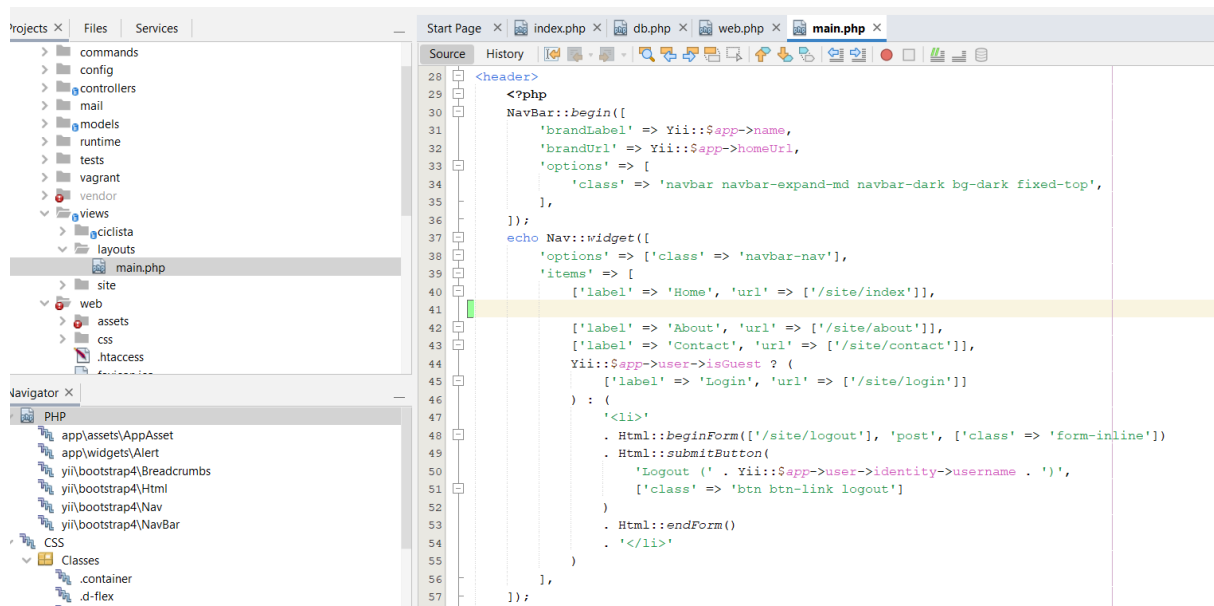 Projects × Files Services
commands
config
controllers
mail
models
runtime
tests
vagrant
vendor
views
ciclista
layouts
main.php
site
web
assets
css
.htaccess
Navigator ×
PHP
app\assets\AppAsset
app\widgets\Alert
yii\bootstrap4\Breadcrumbs
yii\bootstrap4\Html
yii\bootstrap4\Nav
yii\bootstrap4\NavBar
CSS
Classes
.container
.d-flex
Start Page × index.php × db.php × web.php × main.php ×
Source History
28 <header>
29 <?php
30 NavBar::begin([
31 'brandLabel' => Yii::$app->name,
32 'brandUrl' => Yii::$app->homeUrl,
33 'options' => [
34 'class' => 'navbar navbar-expand-md navbar-dark bg-dark fixed-top',
35 ],
36 ]);
37 echo Nav::widget([
38 'options' => ['class' => 'navbar-nav'],
39 'items' => [
40 ['label' => 'Home', 'url' => ['/site/index']],
41
42 ['label' => 'About', 'url' => ['/site/about']],
43 ['label' => 'Contact', 'url' => ['/site/contact']],
44 Yii::$app->user->isGuest ? (
45 ['label' => 'Login', 'url' => ['/site/login']]
46 ) : (
47 '<li>'
48 . Html::beginForm(['/site/logout'], 'post', ['class' => 'form-inline'])
49 . Html::submitButton(
50 'Logout (' . Yii::$app->user->identity->username . ')',
51 ['class' => 'btn btn-link logout']
52 )
53 . Html::endForm()
54 . '</li>'
55 )
56 ],
57 ]);